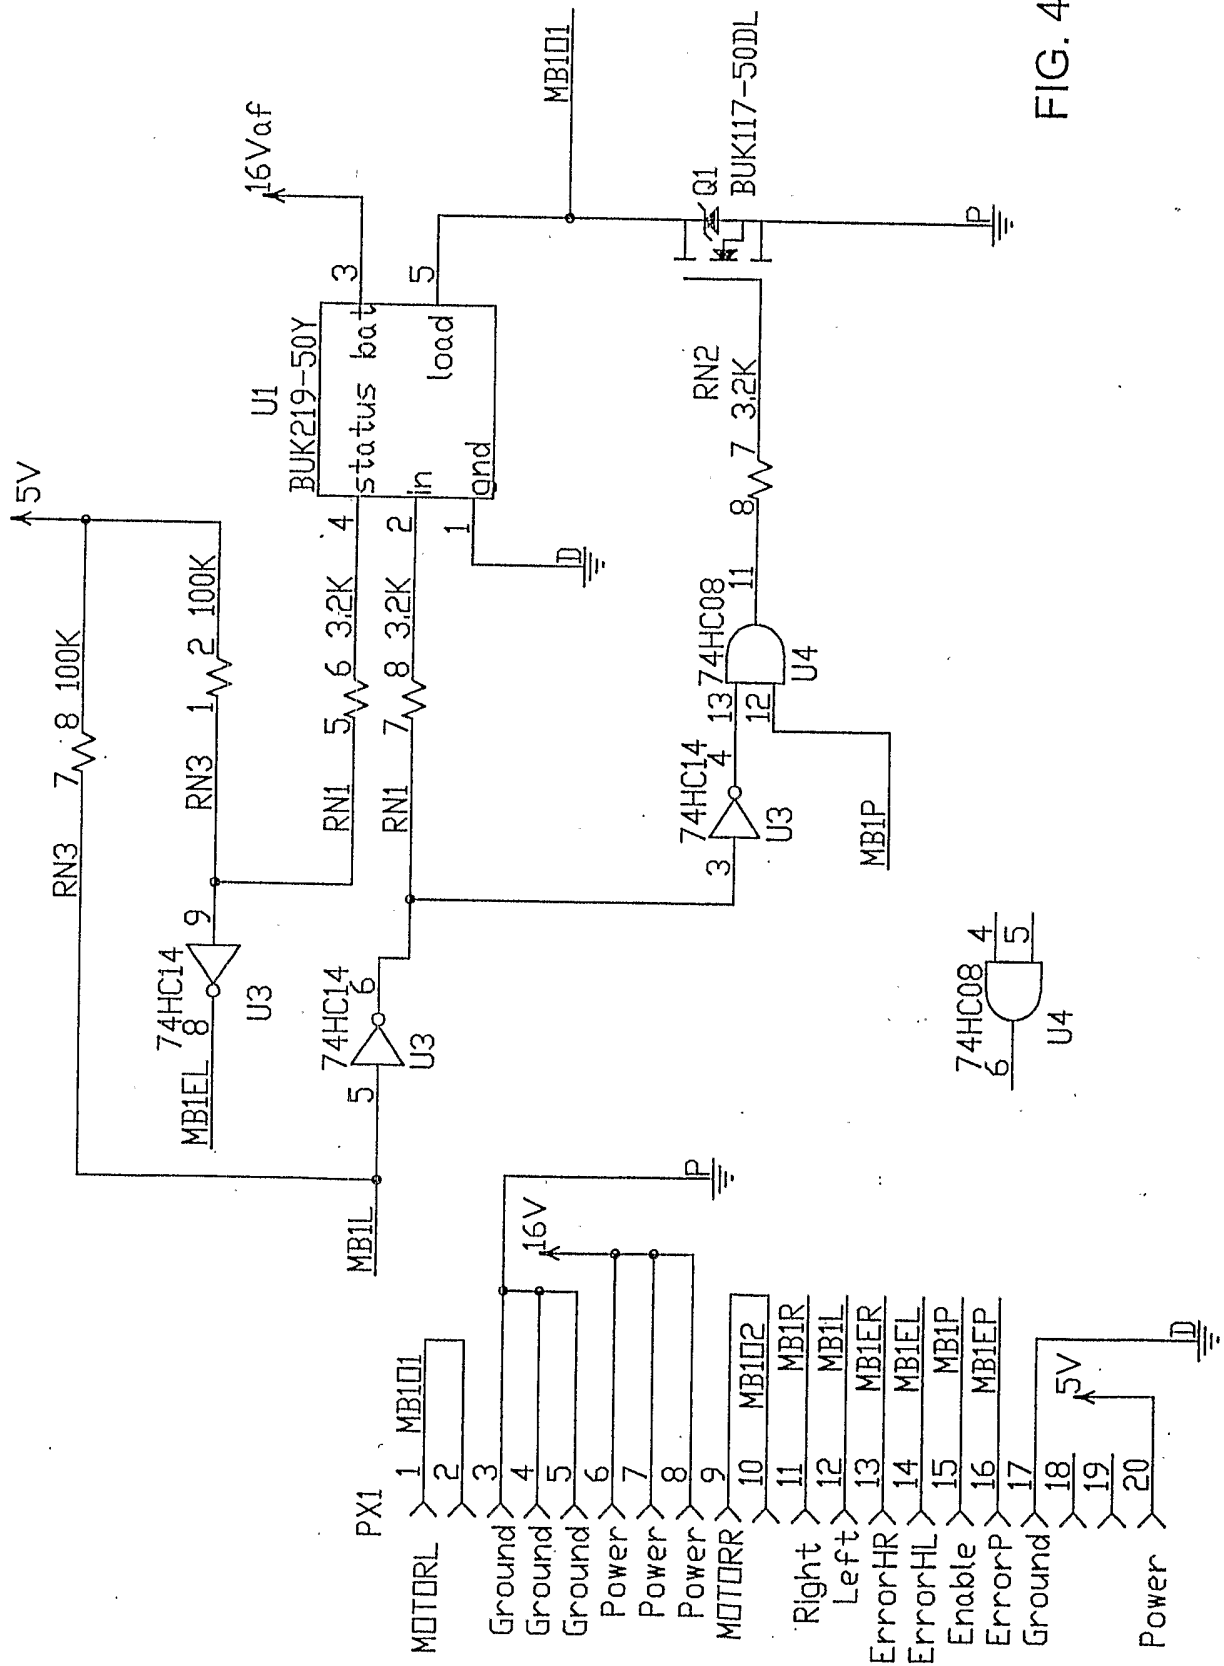 5V
RN3 7 8 100K
RN3 1 2 100K
74HC14
MB1EL 8 9
U3
RN1 5 6 3.2K 4
RN1 7 8 3.2K 2
1
D
U1
BUK219-50Y
status bat
in
load
gnd
3
16Vaf
5
MB1O1
MB1L
5
74HC14
6
U3
3
74HC14
4
U3
13
12
74HC08
11
U4
MB1P
8 7 3.2K
RN2
Q1
BUK117-50DL
P
4
5
74HC08
6
U4
PX1
MOTORL 1 MB1O1
2
Ground 3
Ground 4
Ground 5
Power 6
Power 7
Power 8
MOTORR 9
10 MB1O2
Right 11 MB1R
Left 12 MB1L
ErrorHR 13 MB1ER
ErrorHL 14 MB1EL
Enable 15 MB1P
ErrorP 16 MB1EP
Ground 17
18
19
Power 20
16V
P
5V
D
FIG. 4